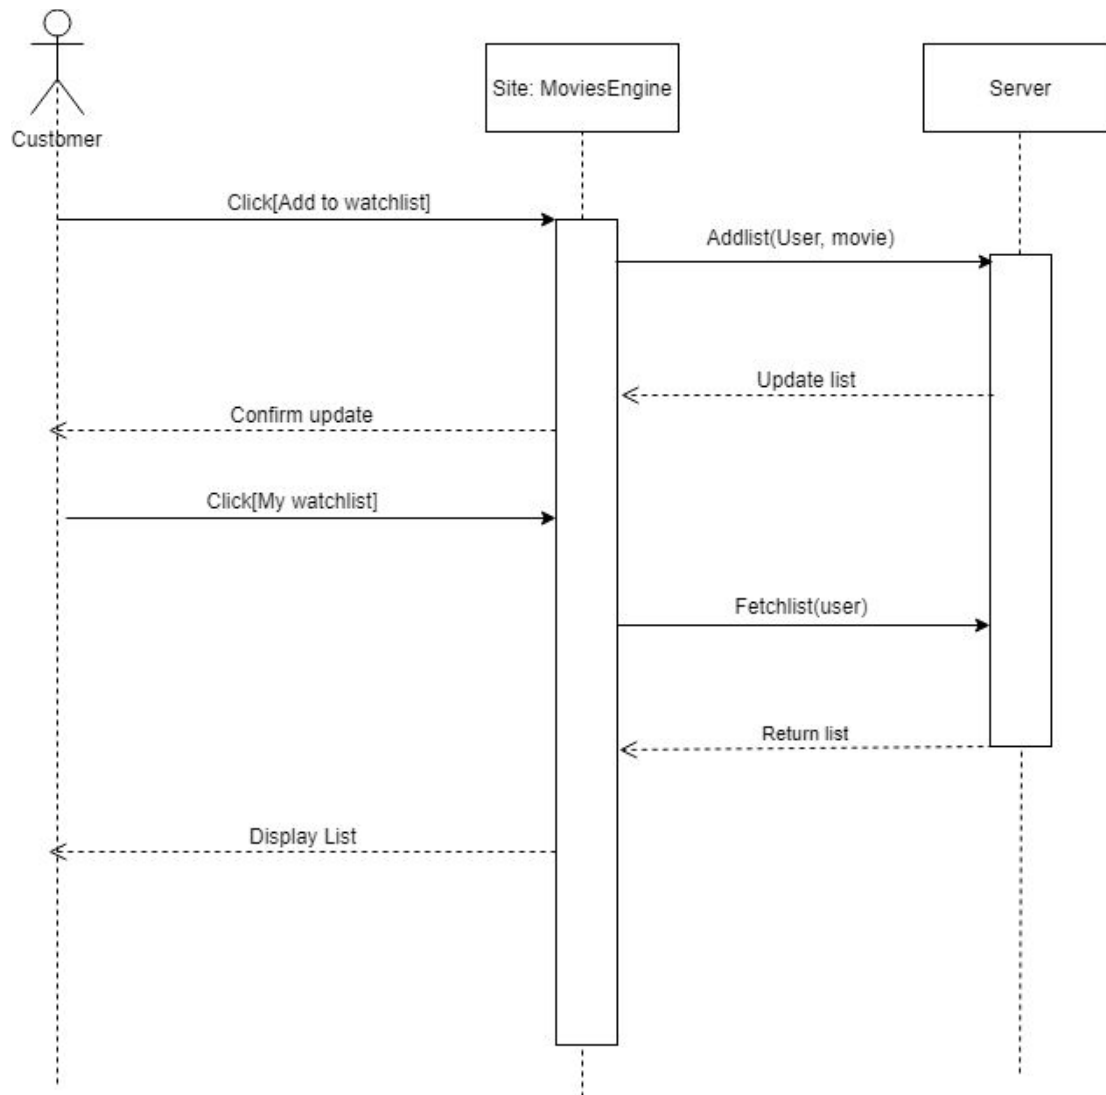 Customer
Site: MoviesEngine
Server
Click[Add to watchlist]
Addlist(User, movie)
Update list
Confirm update
Click[My watchlist]
Fetchlist(user)
Return list
Display List